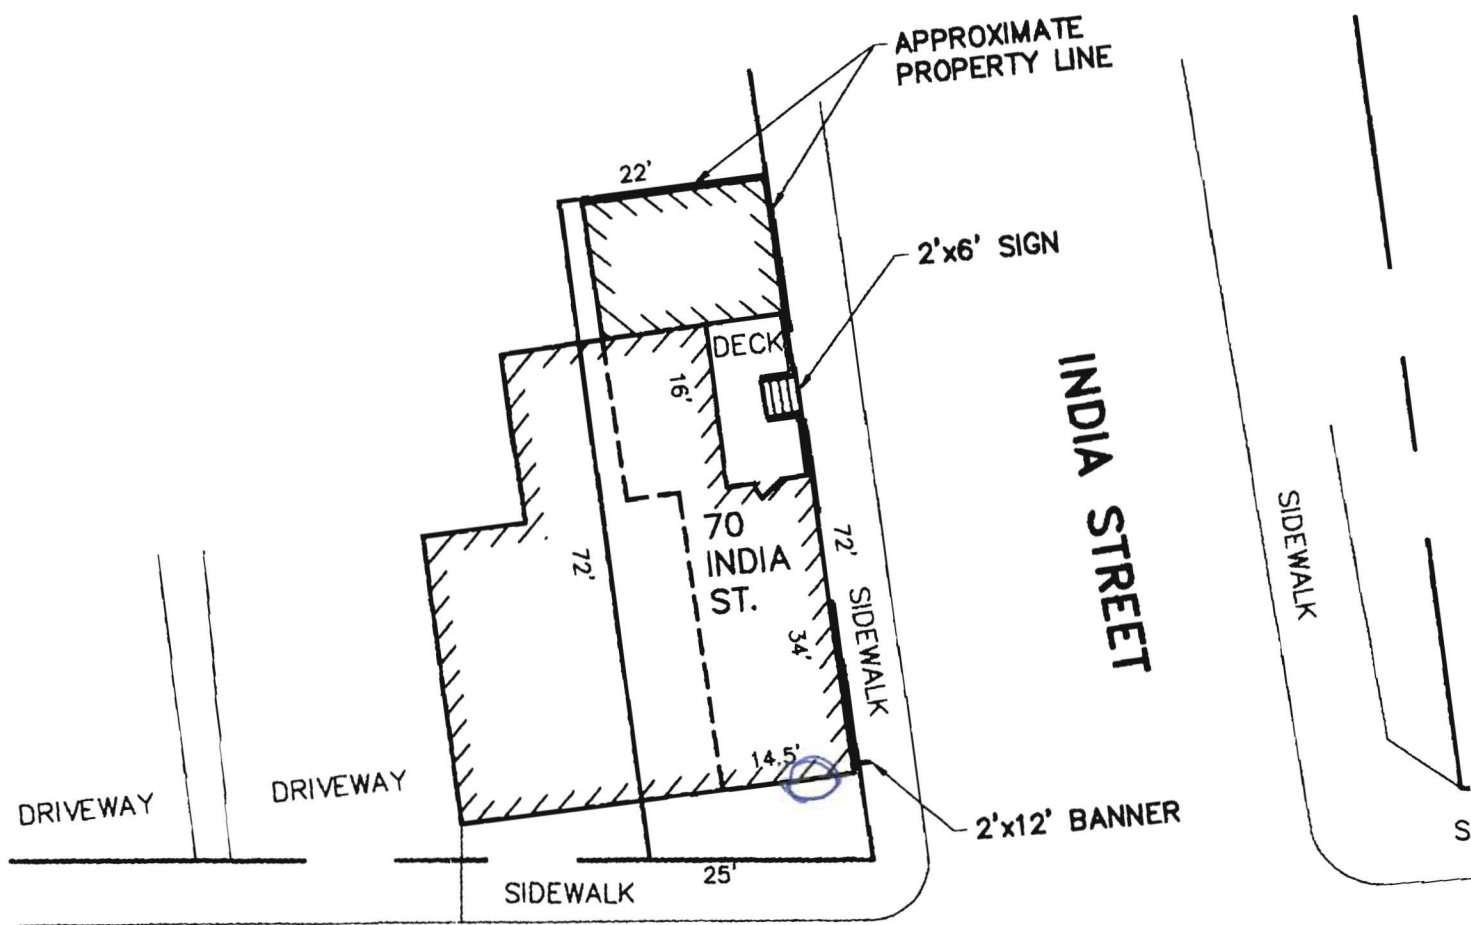 APPROXIMATE
PROPERTY LINE
22'
2'x6' SIGN
DECK
16'
INDIA STREET
SIDEWALK
70
INDIA
ST.
72'
72'
SIDEWALK
34'
14.5'
DRIVEWAY
DRIVEWAY
2'x12' BANNER
25'
SIDEWALK
S